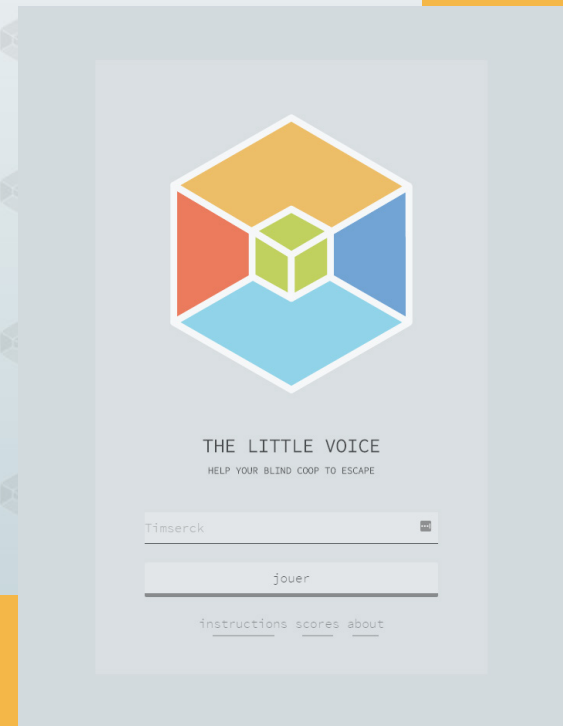 THE LITTLE VOICE
HELP YOUR BLIND COOP TO ESCAPE
Timserck
jouer
instructions scores about